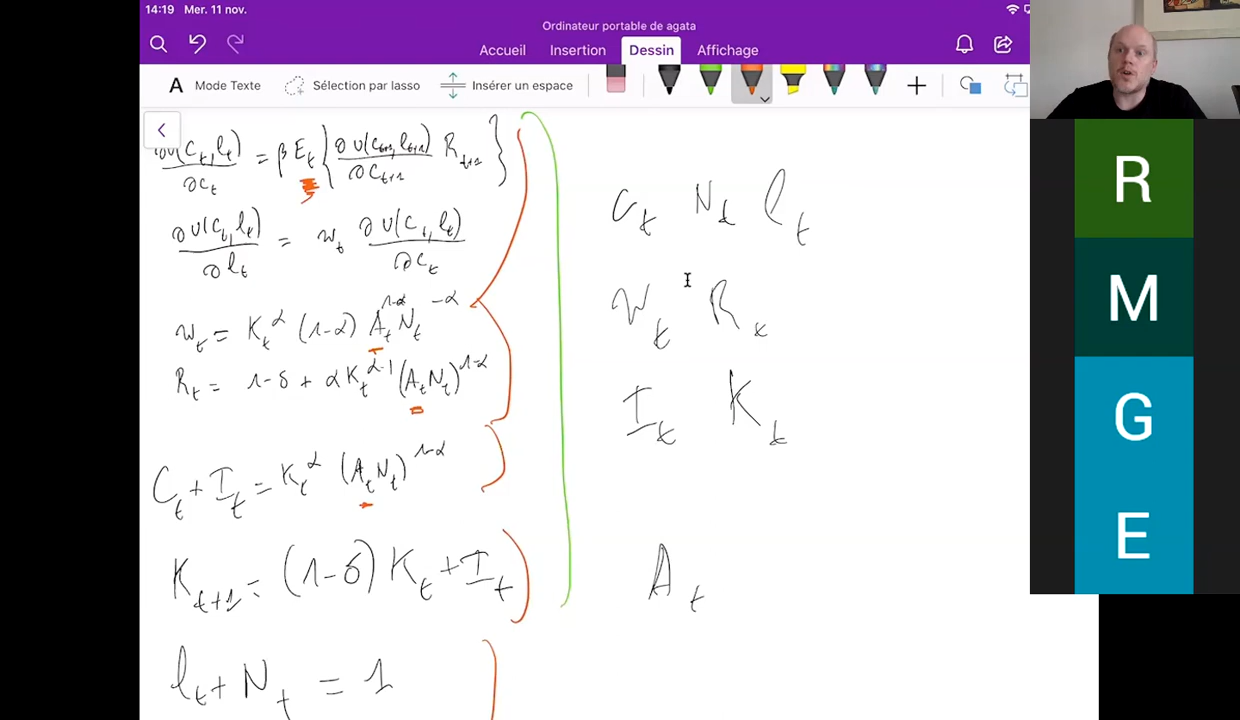 14:19 Mer. 11 nov.
Ordinateur portable de agata
Accueil Insertion Dessin Affichage
A Mode Texte Sélection par lasso Insérer un espace
∂U(C_t, l_t)/∂C_t = β E_t { ∂U(C_{t+1}, l_{t+1})/∂C_{t+1} R_{t+1} }
∂U(C_t, l_t)/∂l_t = w_t ∂U(C_t, l_t)/∂C_t
w_t = K_t^α (1-α) A_t^{1-α} N_t^{-α}
R_t = 1-δ + αK_t^{α-1} (A_t N_t)^{1-α}
C_t + I_t = K_t^α (A_t N_t)^{1-α}
K_{t+1} = (1-δ) K_t + I_t
l_t + N_t = 1
C_t N_t l_t
W_t R_t
I_t K_t
A_t
R
M
G
E